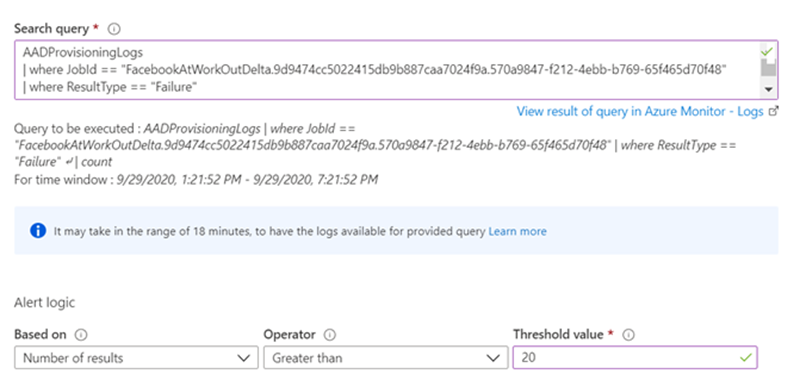 Search query *
AADProvisioningLogs
| where JobId == "FacebookAtWorkOutDelta.9d9474cc5022415db9b887caa7024f9a.570a9847-f212-4ebb-b769-65f465d70f48"
| where ResultType == "Failure"
View result of query in Azure Monitor - Logs
Query to be executed : AADProvisioningLogs | where JobId ==
"FacebookAtWorkOutDelta.9d9474cc5022415db9b887caa7024f9a.570a9847-f212-4ebb-b769-65f465d70f48" | where ResultType ==
"Failure" ⏎| count
For time window : 9/29/2020, 1:21:52 PM - 9/29/2020, 7:21:52 PM
It may take in the range of 18 minutes, to have the logs available for provided query Learn more
Alert logic
Based on Operator Threshold value *
Number of results Greater than 20